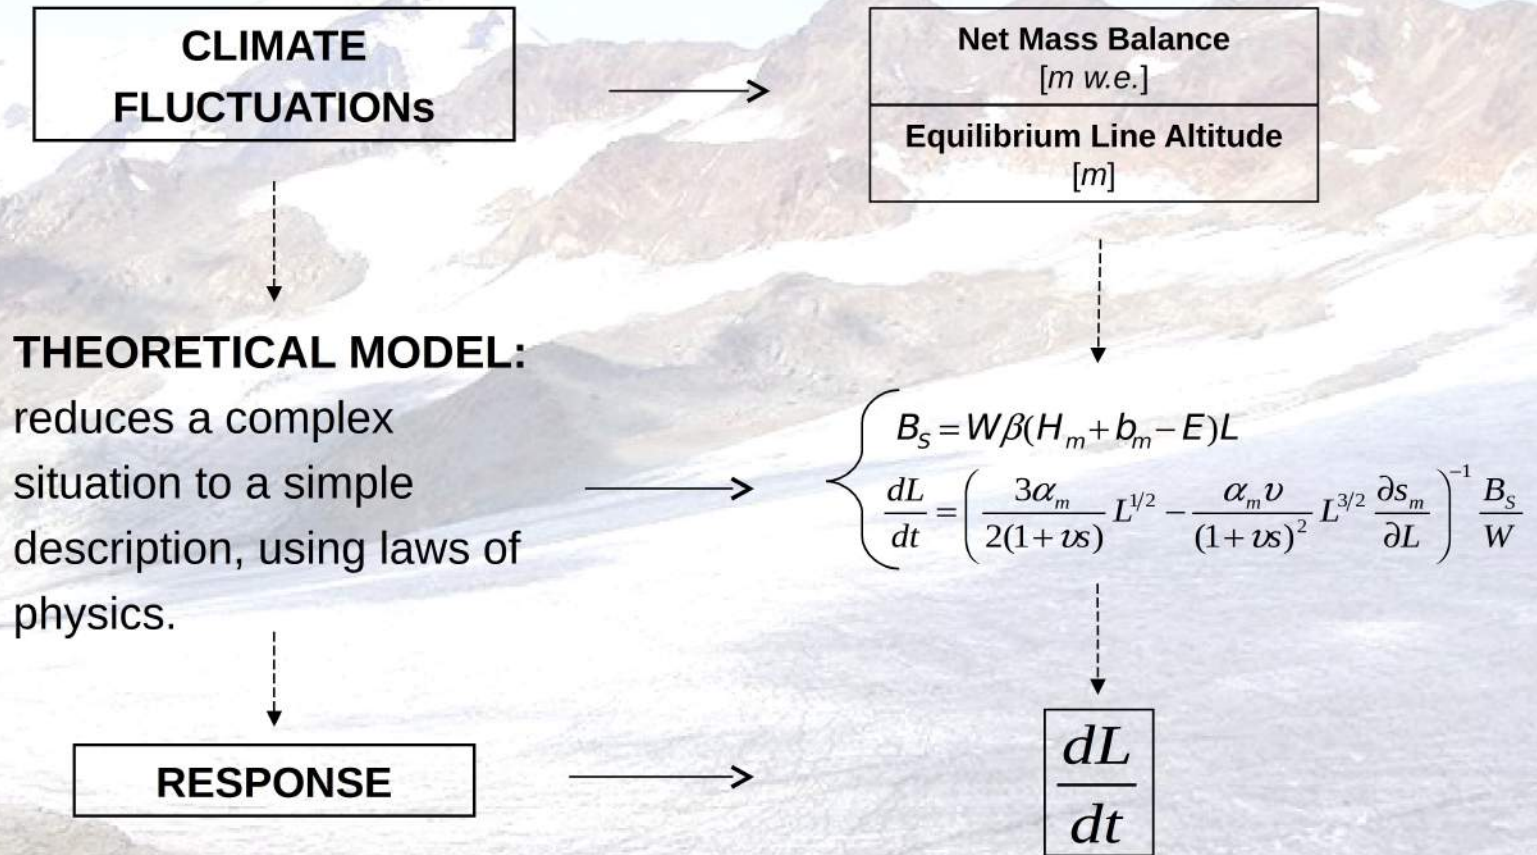 CLIMATE
FLUCTUATIONs
Net Mass Balance
[m w.e.]
Equilibrium Line Altitude
[m]
THEORETICAL MODEL:
reduces a complex
situation to a simple
description, using laws of
physics.
B_S = Wβ(H_m + b_m − E)L
dL/dt = (3α_m/2(1+υs) L^{1/2} − α_mυ/(1+υs)^2 L^{3/2} ∂s_m/∂L)^{−1} B_S/W
RESPONSE
dL/dt